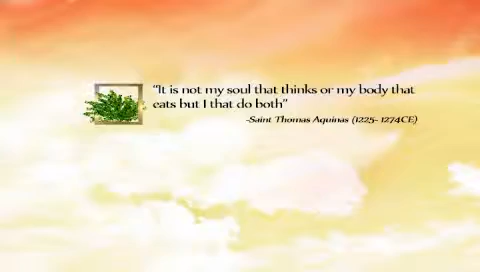 “It is not my soul that thinks or my body that
eats but I that do both”
-Saint Thomas Aquinas (1225- 1274CE)